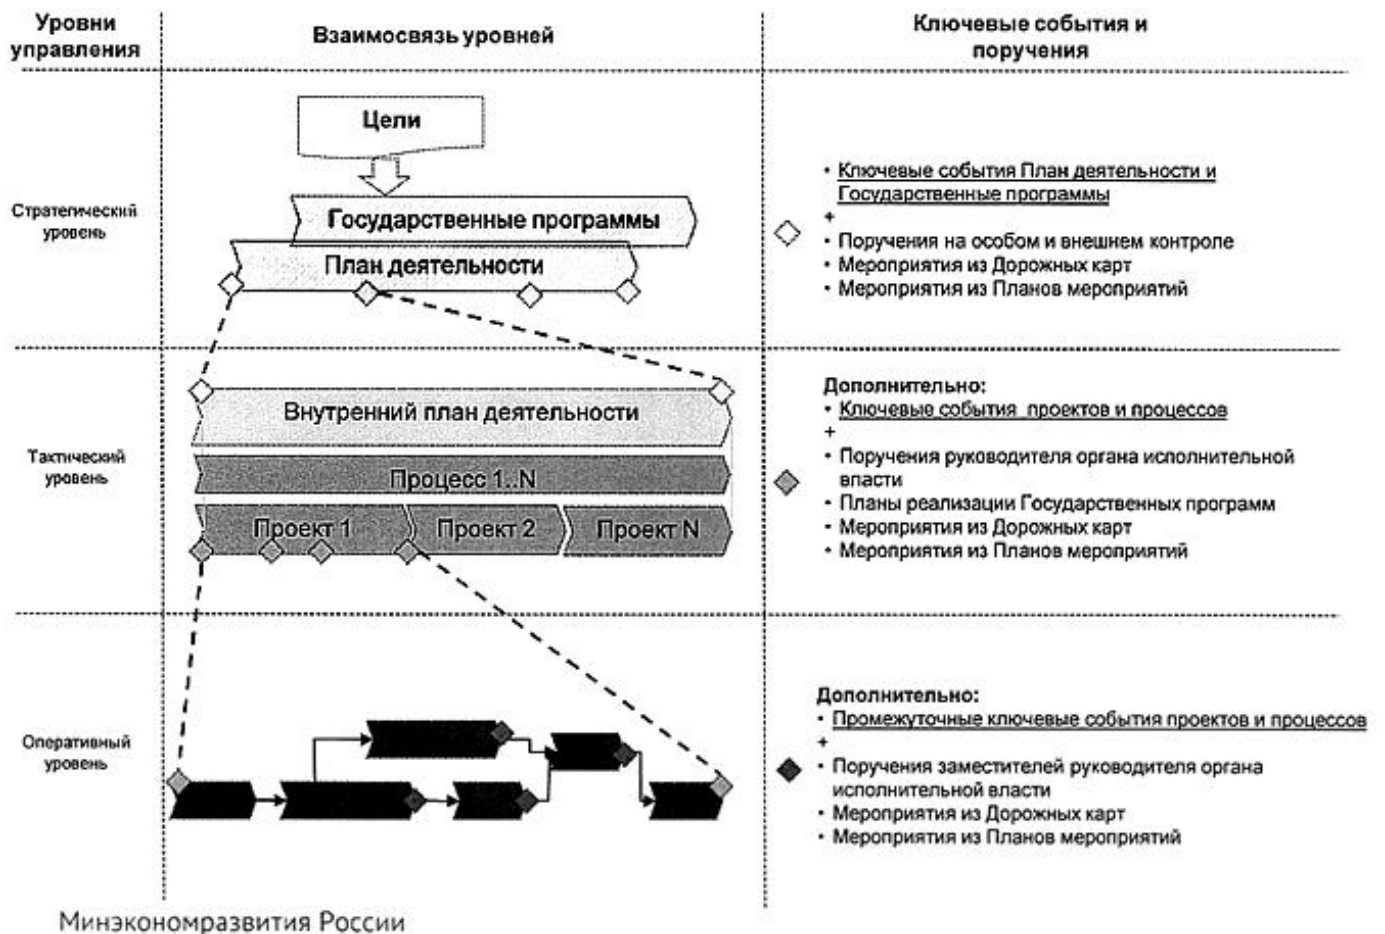 Уровни
управления
Взаимосвязь уровней
Ключевые события и
поручения
Стратегический
уровень
Цели
Государственные программы
План деятельности
• Ключевые события План деятельности и
Государственные программы
+
• Поручения на особом и внешнем контроле
• Мероприятия из Дорожных карт
• Мероприятия из Планов мероприятий
Тактический
уровень
Внутренний план деятельности
Процесс 1..N
Проект 1
Проект 2
Проект N
Дополнительно:
• Ключевые события проектов и процессов
+
• Поручения руководителя органа исполнительной
власти
• Планы реализации Государственных программ
• Мероприятия из Дорожных карт
• Мероприятия из Планов мероприятий
Оперативный
уровень
Дополнительно:
• Промежуточные ключевые события проектов и процессов
+
• Поручения заместителей руководителя органа
исполнительной власти
• Мероприятия из Дорожных карт
• Мероприятия из Планов мероприятий
Минэкономразвития России